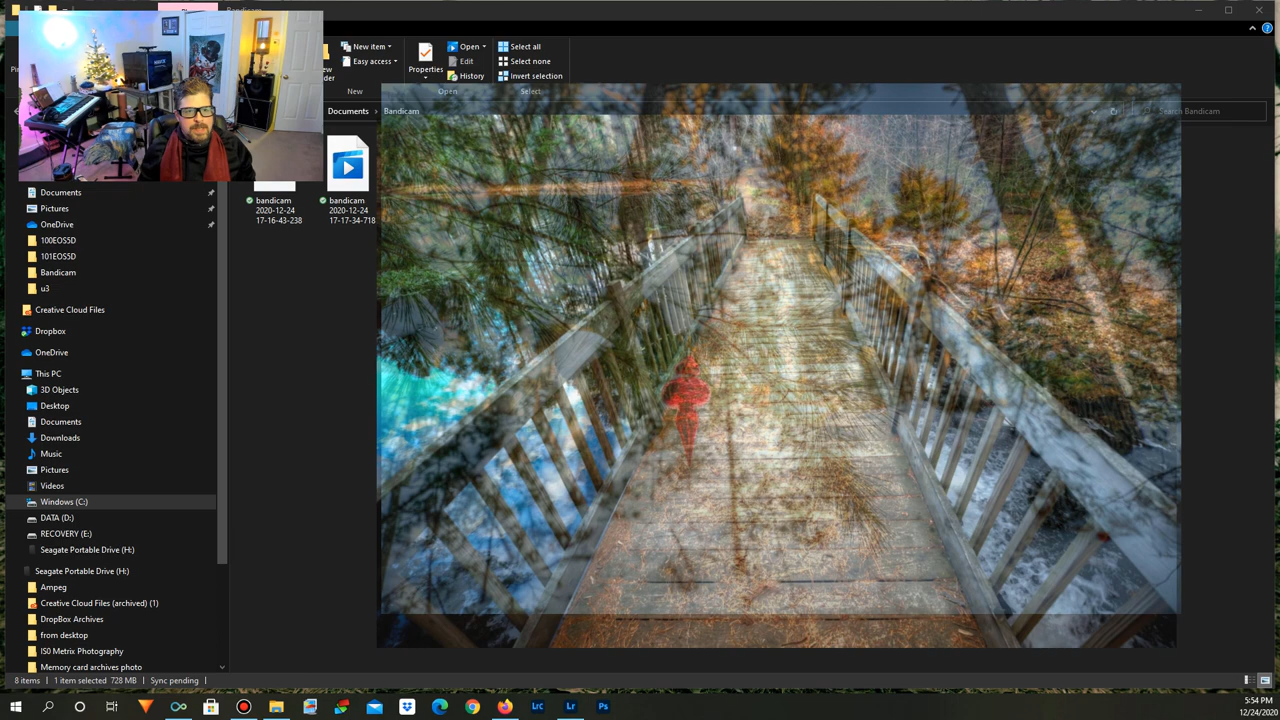 Bandicam
New item
Easy access
Properties
Open
Edit
History
Select all
Select none
Invert selection
New
Open
Select
Documents
Bandicam
Search Bandicam
bandicam
2020-12-24
17-16-43-238
bandicam
2020-12-24
17-17-34-718
Documents
Pictures
OneDrive
100EOS5D
101EOS5D
Bandicam
u3
Creative Cloud Files
Dropbox
OneDrive
This PC
3D Objects
Desktop
Documents
Downloads
Music
Pictures
Videos
Windows (C:)
DATA (D:)
RECOVERY (E:)
Seagate Portable Drive (H:)
Seagate Portable Drive (H:)
Ampeg
Creative Cloud Files (archived) (1)
DropBox Archives
from desktop
IS0 Metrix Photography
Memory card archives photo
8 items
1 item selected 728 MB
Sync pending
LrC
Lr
Ps
5:54 PM
12/24/2020